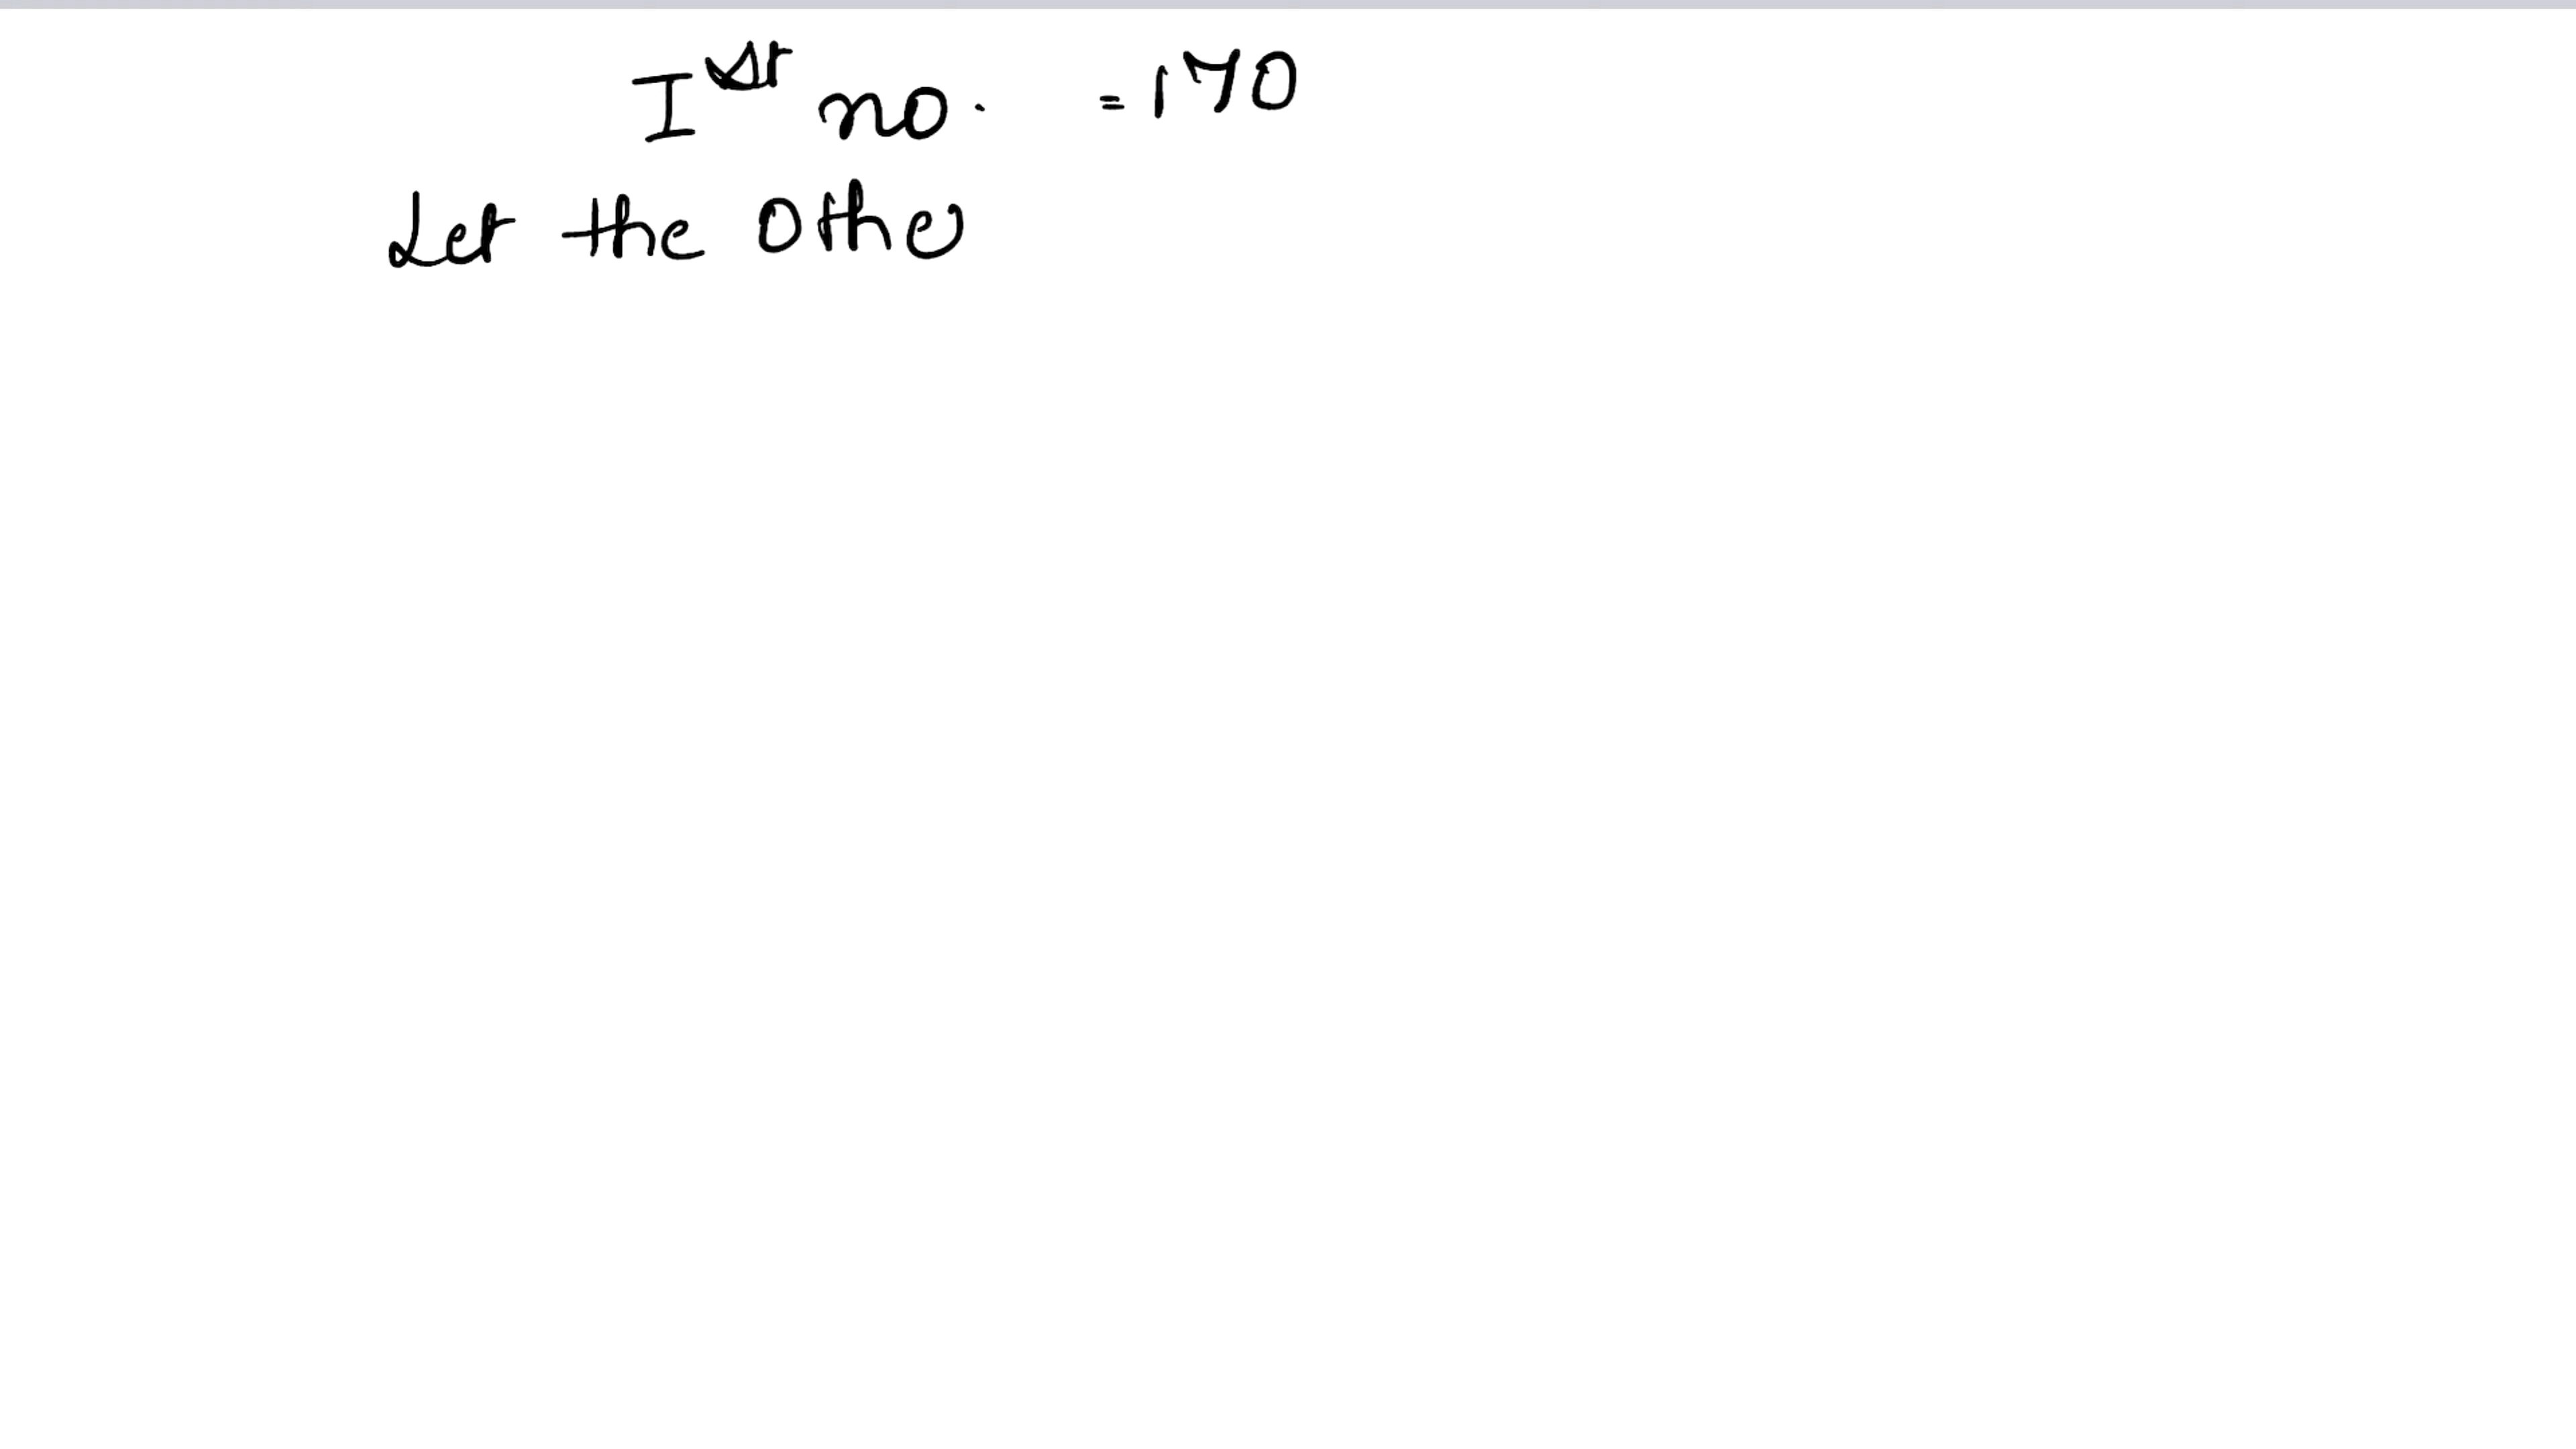 Ist no. = 170
Let the othe